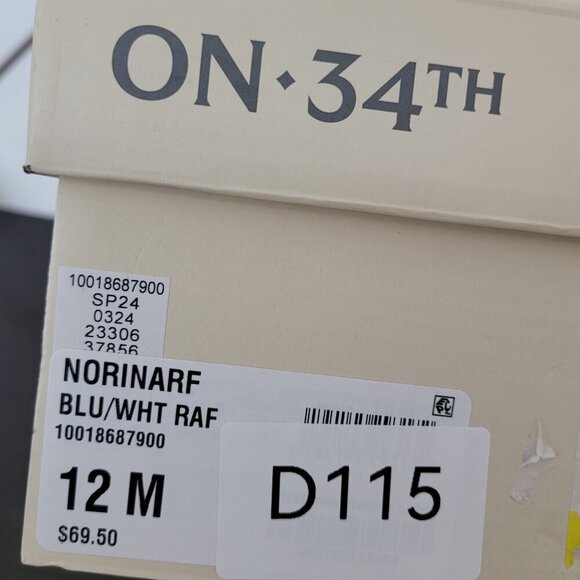 ON·34TH
10018687900
SP24
0324
23306
37856
NORINARF
BLU/WHT RAF
10018687900
12 M
$69.50
D115